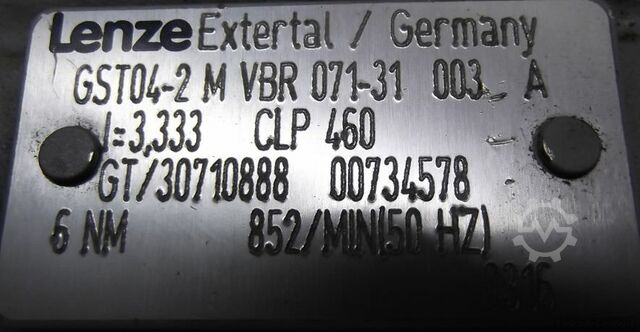 Lenze Extertal / Germany
GST04-2 M VBR 071-31 003 A
I=3,333 CLP 460
GT/30710888 00734578
6 NM 852/MIN(50 HZ)